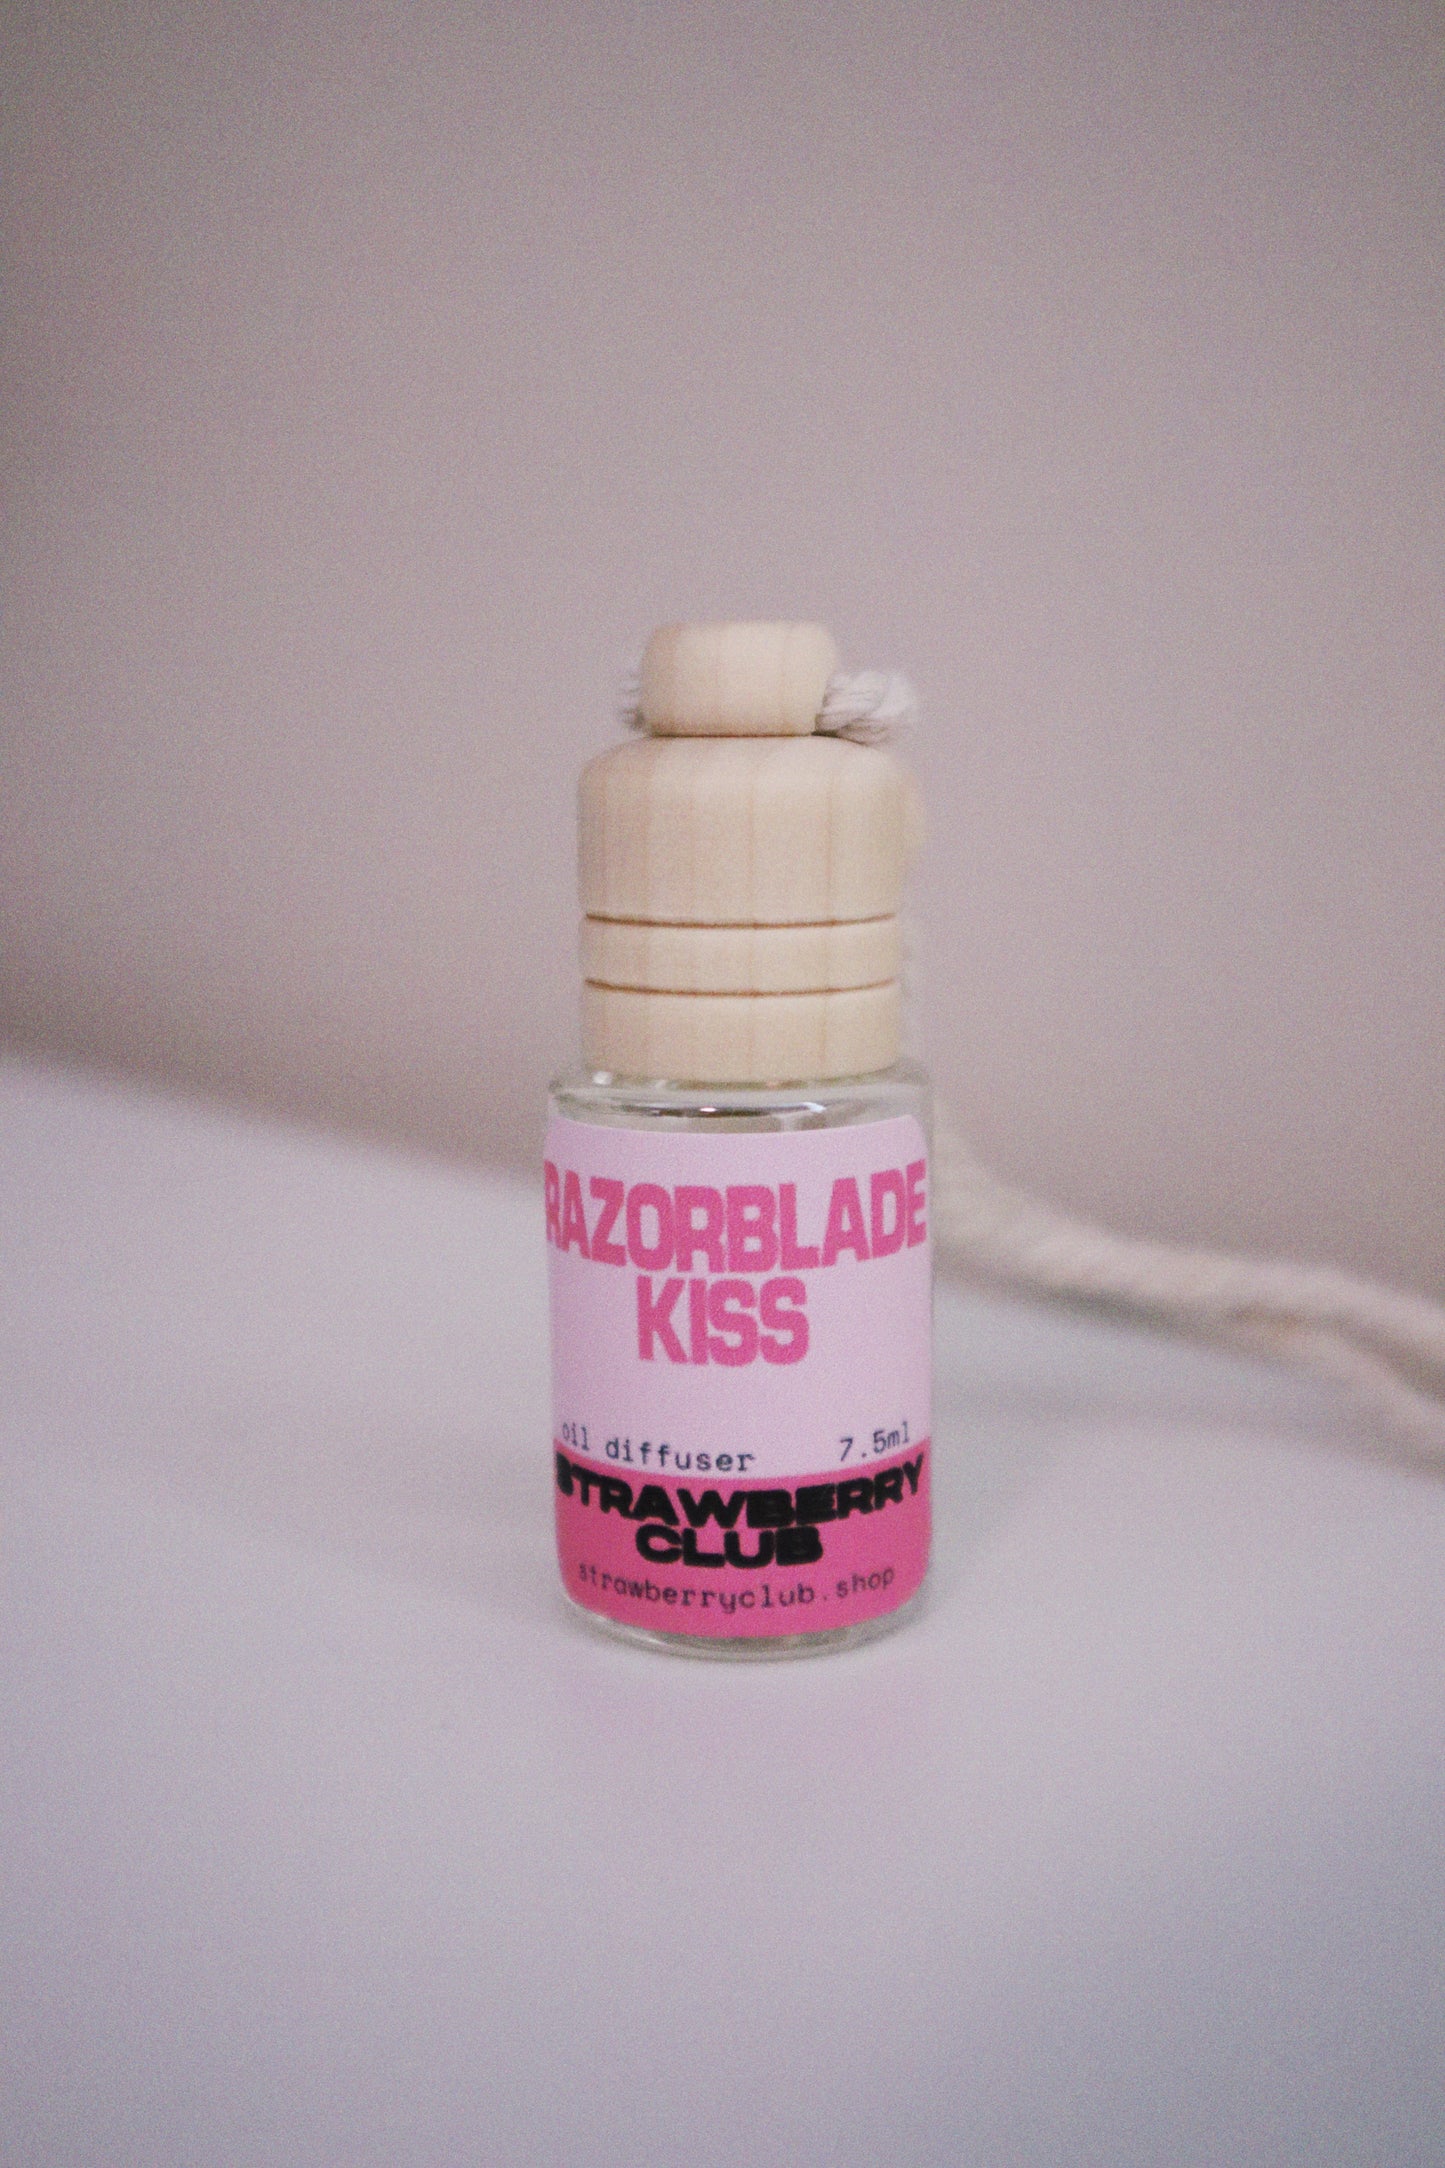 RAZORBLADE
KISS
oil diffuser 7.5ml
STRAWBERRY
CLUB
strawberryclub.shop